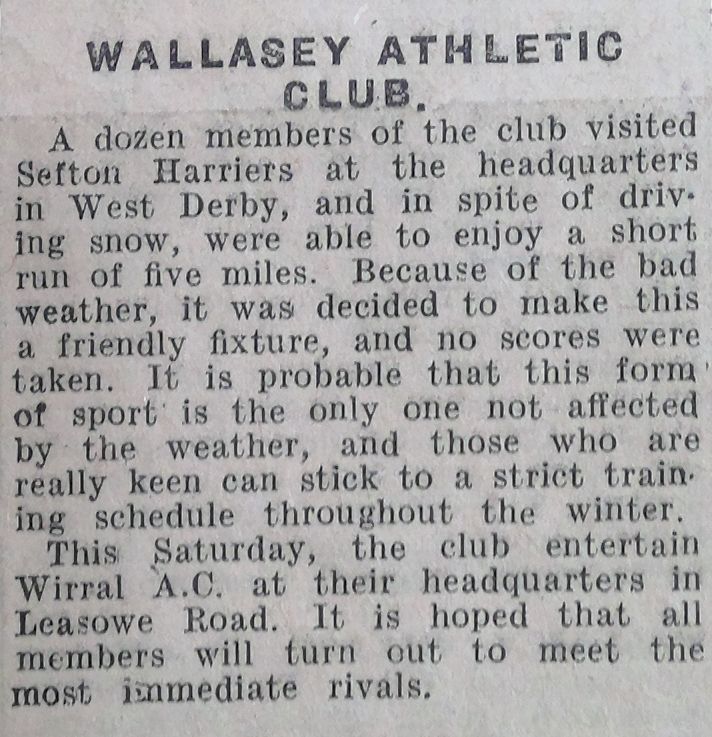 WALLASEY ATHLETIC
CLUB.
A dozen members of the club visited
Sefton Harriers at the headquarters
in West Derby, and in spite of driv-
ing snow, were able to enjoy a short
run of five miles. Because of the bad
weather, it was decided to make this
a friendly fixture, and no scores were
taken. It is probable that this form
of sport is the only one not affected
by the weather, and those who are
really keen can stick to a strict train-
ing schedule throughout the winter.
This Saturday, the club entertain
Wirral A.C. at their headquarters in
Leasowe Road. It is hoped that all
members will turn out to meet the
most immediate rivals.